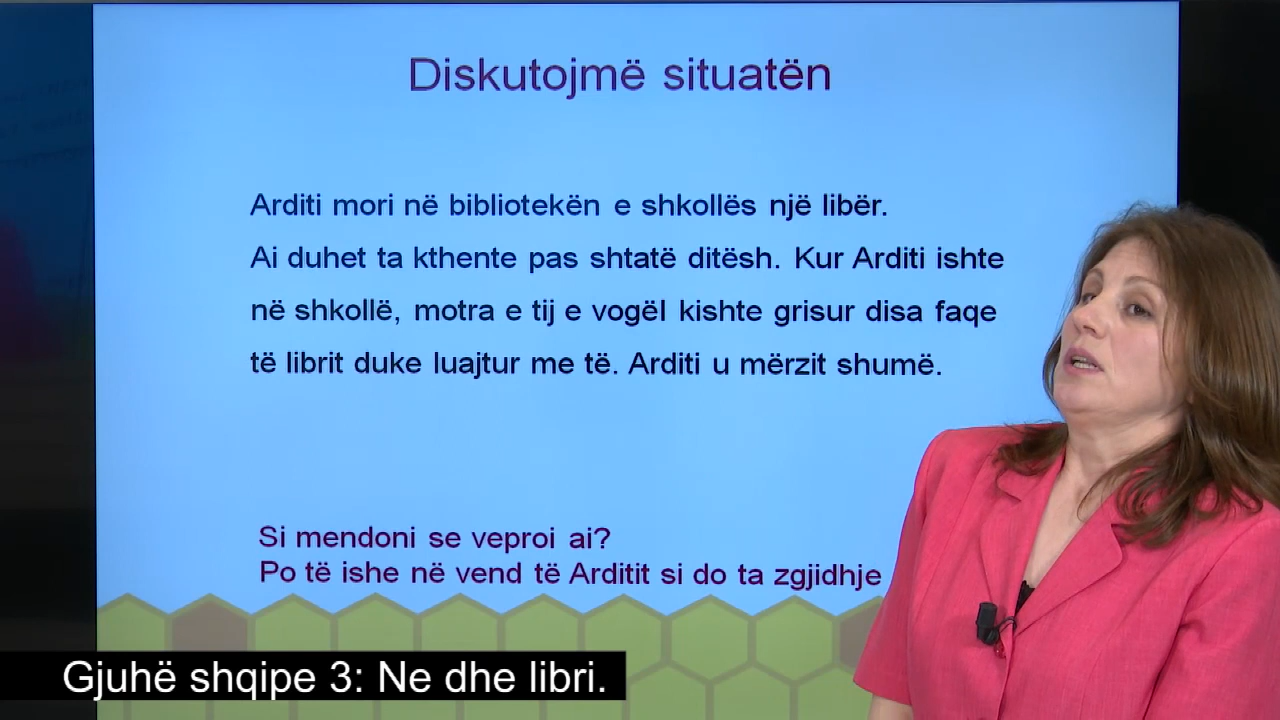 Diskutojmë situatën
Arditi mori në bibliotekën e shkollës një libër.
Ai duhet ta kthente pas shtatë ditësh. Kur Arditi ishte
në shkollë, motra e tij e vogël kishte grisur disa faqe
të librit duke luajtur me të. Arditi u mërzit shumë.
Si mendoni se veproi ai?
Po të ishe në vend të Arditit si do ta zgjidhje
Gjuhë shqipe 3: Ne dhe libri.